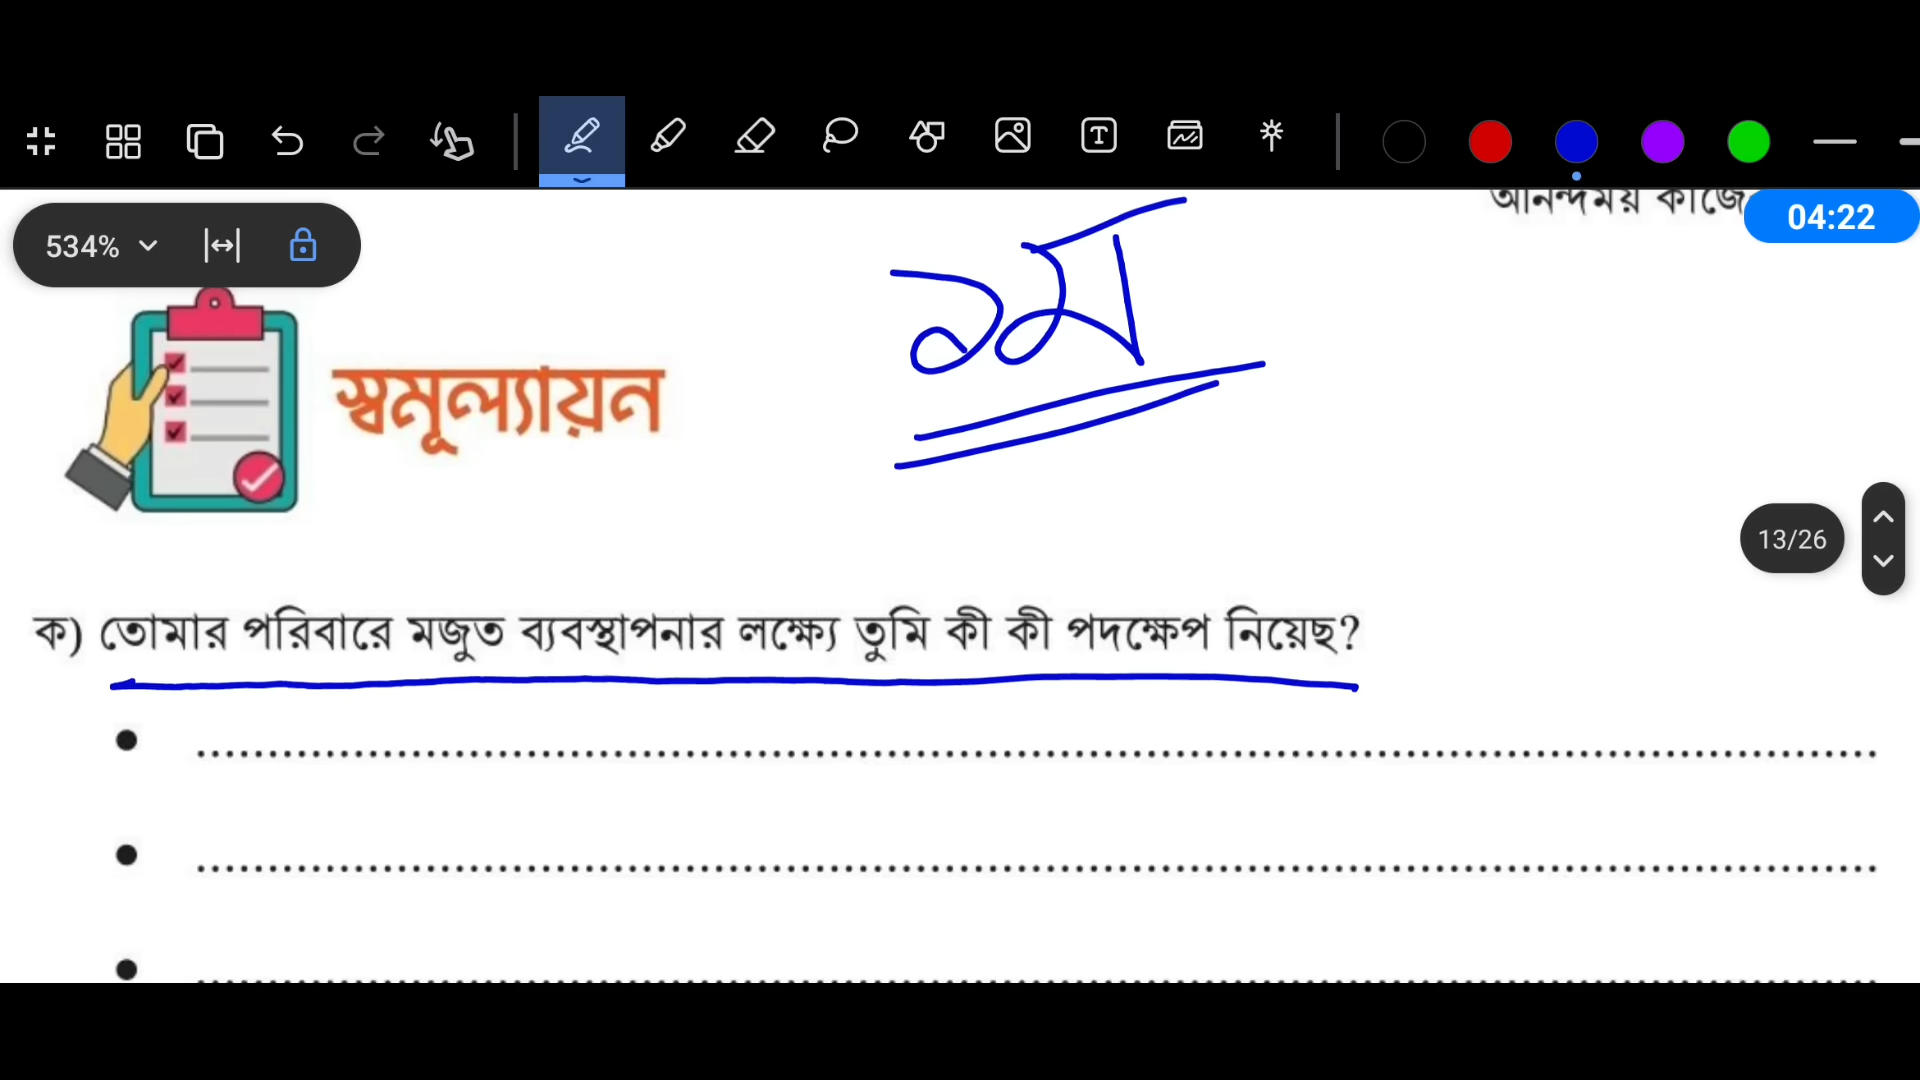 আনন্দময় কাজে
04:22
534%
১ম
স্বমূল্যায়ন
13/26
ক) তোমার পরিবারে মজুত ব্যবস্থাপনার লক্ষ্যে তুমি কী কী পদক্ষেপ নিয়েছ?